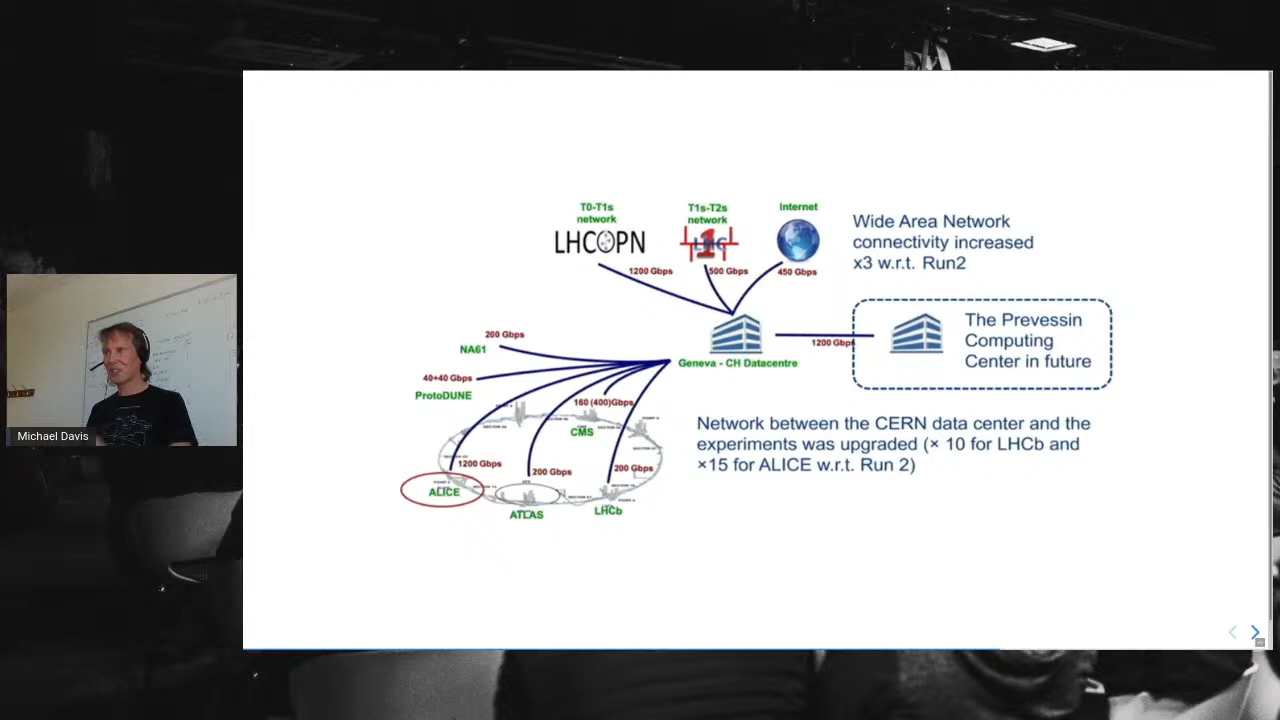 T0-T1s
network
LHCOPN
T1s-T2s
network
LHC
1
Internet
1200 Gbps
500 Gbps
450 Gbps
Wide Area Network
connectivity increased
x3 w.r.t. Run2
Geneva - CH Datacentre
1200 Gbps
The Prevessin
Computing
Center in future
200 Gbps
NA61
40+40 Gbps
ProtoDUNE
160 (400)Gbps
CMS
1200 Gbps
200 Gbps
200 Gbps
ALICE
ATLAS
LHCb
Network between the CERN data center and the
experiments was upgraded (× 10 for LHCb and
×15 for ALICE w.r.t. Run 2)
Michael Davis